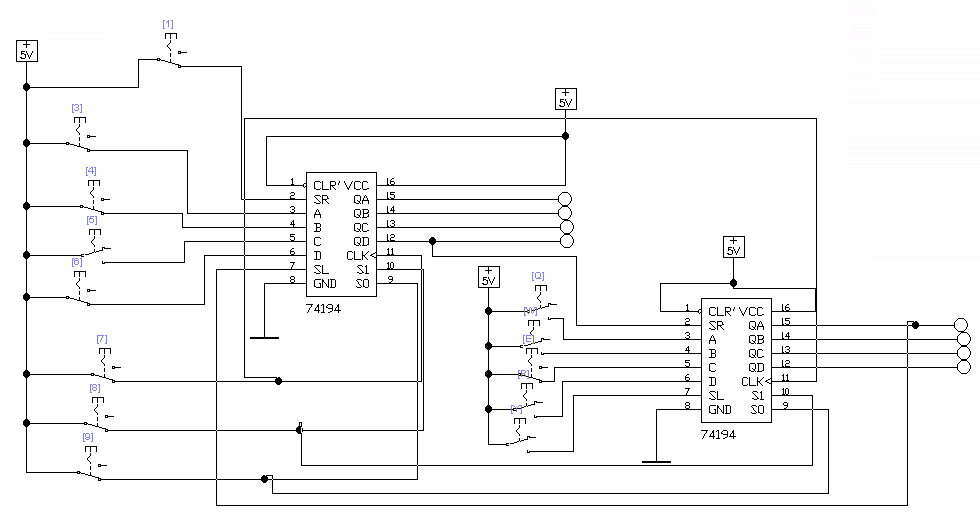 [1]
+
5V
[3]
[4]
[5]
[6]
[7]
[8]
[9]
+
5V
1 CLR' VCC 16
2 SR QA 15
3 A QB 14
4 B QC 13
5 C QD 12
6 D CLK 11
7 SL S1 10
8 GND S0 9
74194
+
5V
[Q]
[E]
+
5V
1 CLR' VCC 16
2 SR QA 15
3 A QB 14
4 B QC 13
5 C QD 12
6 D CLK 11
7 SL S1 10
8 GND S0 9
74194